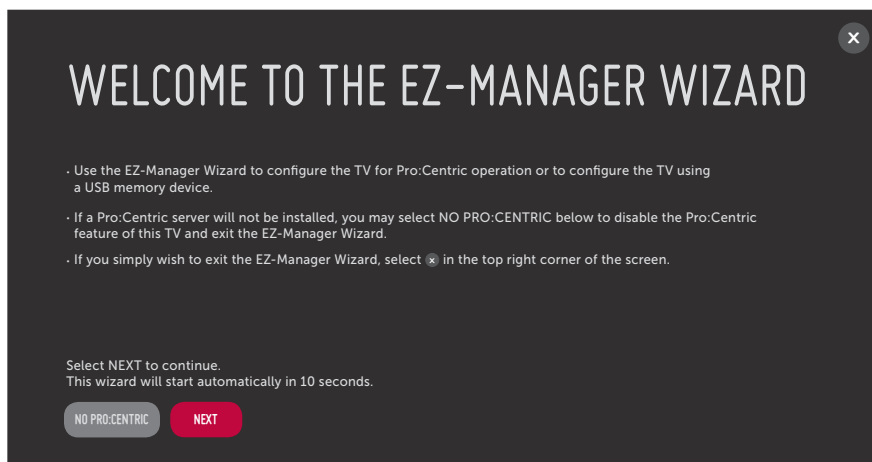 WELCOME TO THE EZ-MANAGER WIZARD
· Use the EZ-Manager Wizard to configure the TV for Pro:Centric operation or to configure the TV using
a USB memory device.
· If a Pro:Centric server will not be installed, you may select NO PRO:CENTRIC below to disable the Pro:Centric
feature of this TV and exit the EZ-Manager Wizard.
· If you simply wish to exit the EZ-Manager Wizard, select x in the top right corner of the screen.
Select NEXT to continue.
This wizard will start automatically in 10 seconds.
NO PRO:CENTRIC NEXT